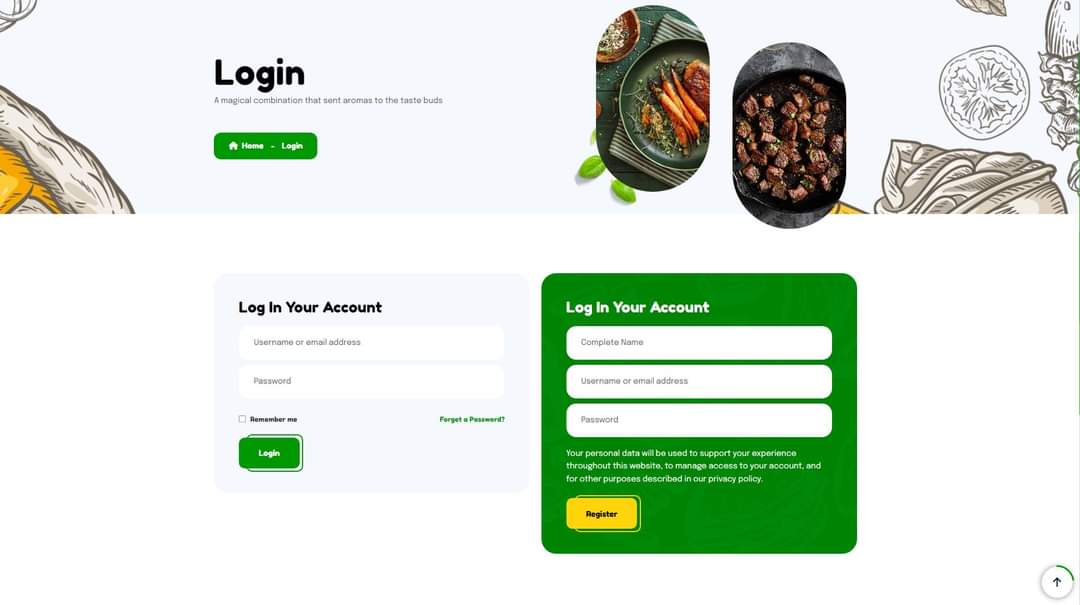 Login
A magical combination that sent aromas to the taste buds
Home - Login
Log In Your Account
Username or email address
Password
Remember me
Forget a Password?
Login
Log In Your Account
Complete Name
Username or email address
Password
Your personal data will be used to support your experience
throughout this website, to manage access to your account, and
for other purposes described in our privacy policy.
Register